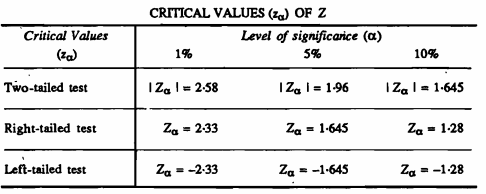 CRITICAL VALUES (zα) OF Z
Critical Values Level of significance (α)
(zα) 1% 5% 10%
Two-tailed test | Zα | = 2·58 | Zα | = 1·96 | Zα | = 1·645
Right-tailed test Zα = 2·33 Zα = 1·645 Zα = 1·28
Left-tailed test Zα = −2·33 Zα = −1·645 Zα = −1·28